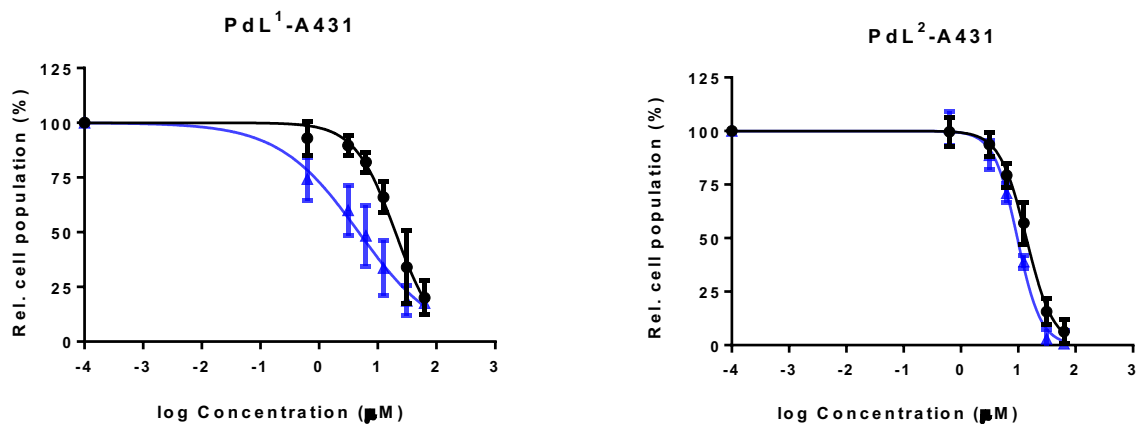 PdL¹-A431
Rel. cell population (%)
125
100
75
50
25
0
-4 -3 -2 -1 0 1 2 3
log Concentration (μM)
PdL²-A431
Rel. cell population (%)
125
100
75
50
25
0
-4 -3 -2 -1 0 1 2 3
log Concentration (μM)